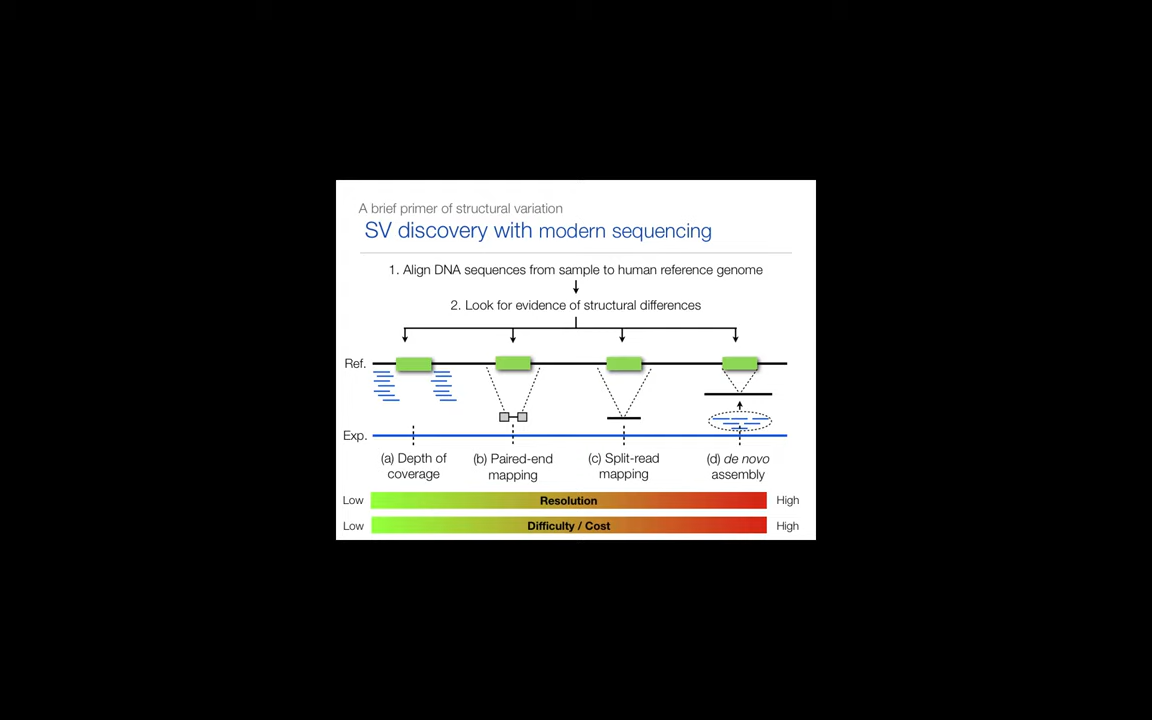 A brief primer of structural variation
SV discovery with modern sequencing
1. Align DNA sequences from sample to human reference genome
2. Look for evidence of structural differences
Ref.
Exp.
(a) Depth of
coverage
(b) Paired-end
mapping
(c) Split-read
mapping
(d) de novo
assembly
Low Resolution High
Low Difficulty / Cost High